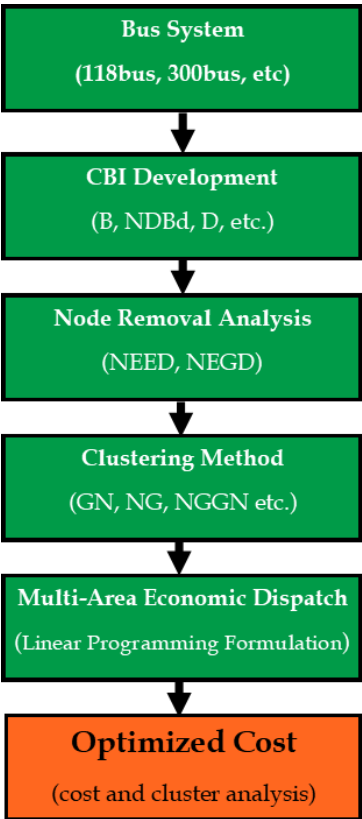 Bus System
(118bus, 300bus, etc)
CBI Development
(B, NDBd, D, etc.)
Node Removal Analysis
(NEED, NEGD)
Clustering Method
(GN, NG, NGGN etc.)
Multi-Area Economic Dispatch
(Linear Programming Formulation)
Optimized Cost
(cost and cluster analysis)